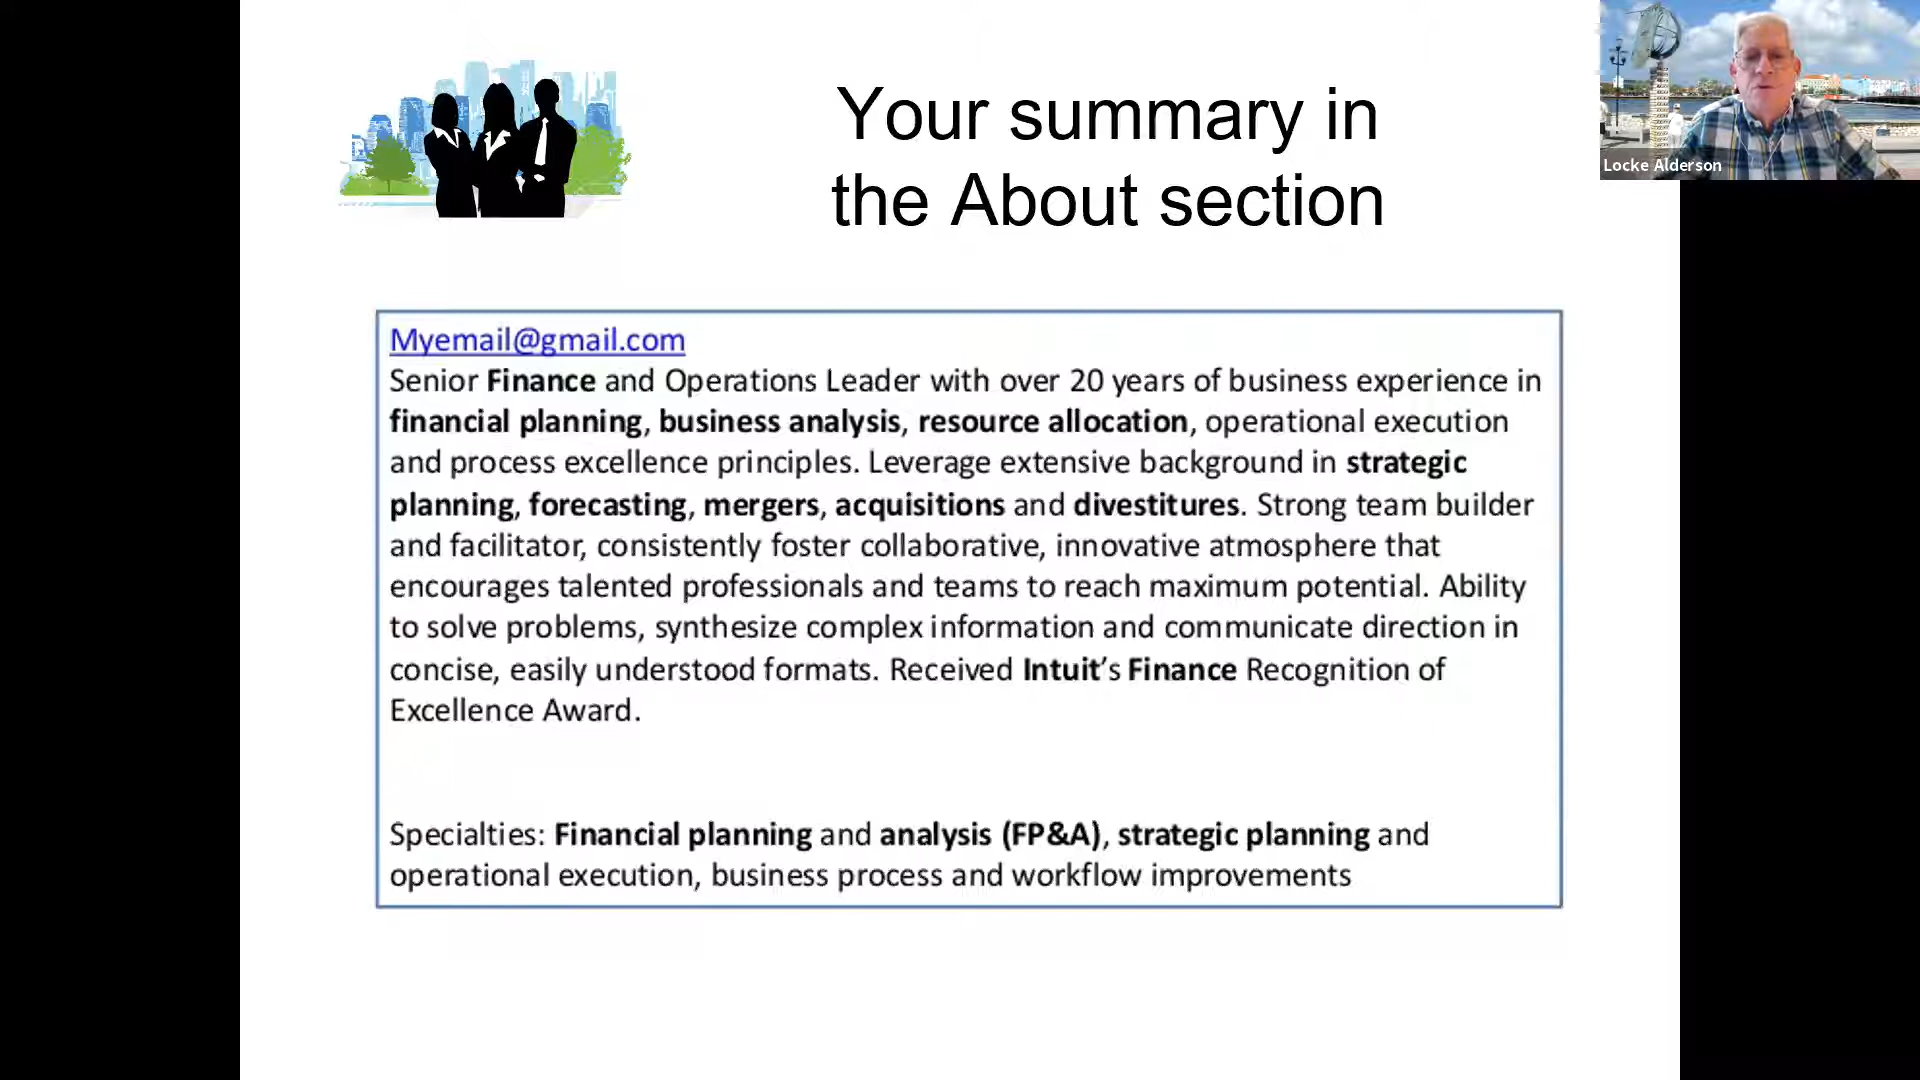 Your summary in
the About section
Locke Alderson
Myemail@gmail.com
Senior Finance and Operations Leader with over 20 years of business experience in
financial planning, business analysis, resource allocation, operational execution
and process excellence principles. Leverage extensive background in strategic
planning, forecasting, mergers, acquisitions and divestitures. Strong team builder
and facilitator, consistently foster collaborative, innovative atmosphere that
encourages talented professionals and teams to reach maximum potential. Ability
to solve problems, synthesize complex information and communicate direction in
concise, easily understood formats. Received Intuit’s Finance Recognition of
Excellence Award.
Specialties: Financial planning and analysis (FP&A), strategic planning and
operational execution, business process and workflow improvements